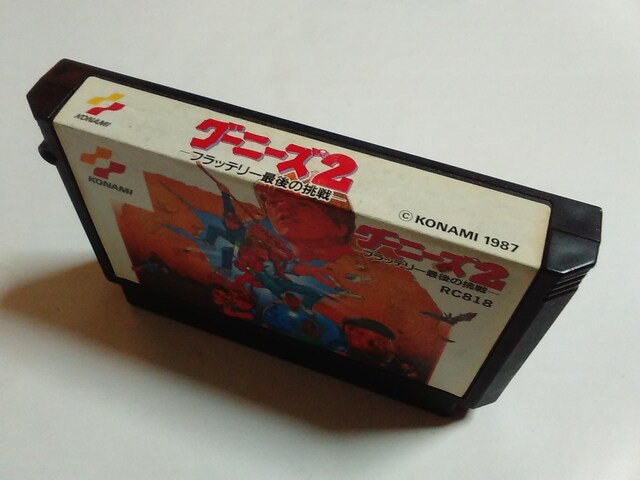 KONAMI
グーニーズ2
−フラッテリー最後の挑戦−
© KONAMI 1987
KONAMI
グーニーズ2
−フラッテリー最後の挑戦−
RC818